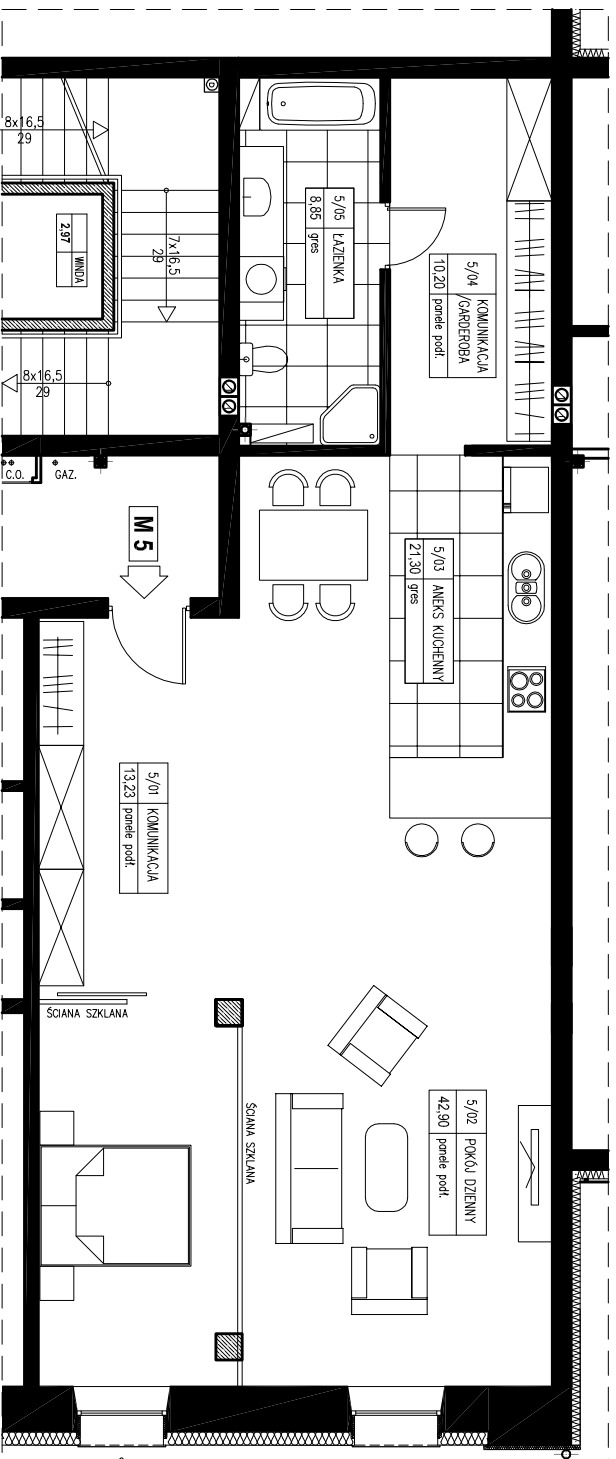 8x16,5
29
2,97 WINDA
7x16,5
29
8x16,5
29
C.O.
GAZ.
M 5
5/05 ŁAZIENKA
8,85 gres
5/04 KOMUNIKACJA
/GARDEROBA
10,20 panele podł.
5/03 ANEKS KUCHENNY
21,30 gres
5/01 KOMUNIKACJA
13,23 panele podł.
ŚCIANA SZKLANA
ŚCIANA SZKLANA
5/02 POKÓJ DZIENNY
42,90 panele podł.